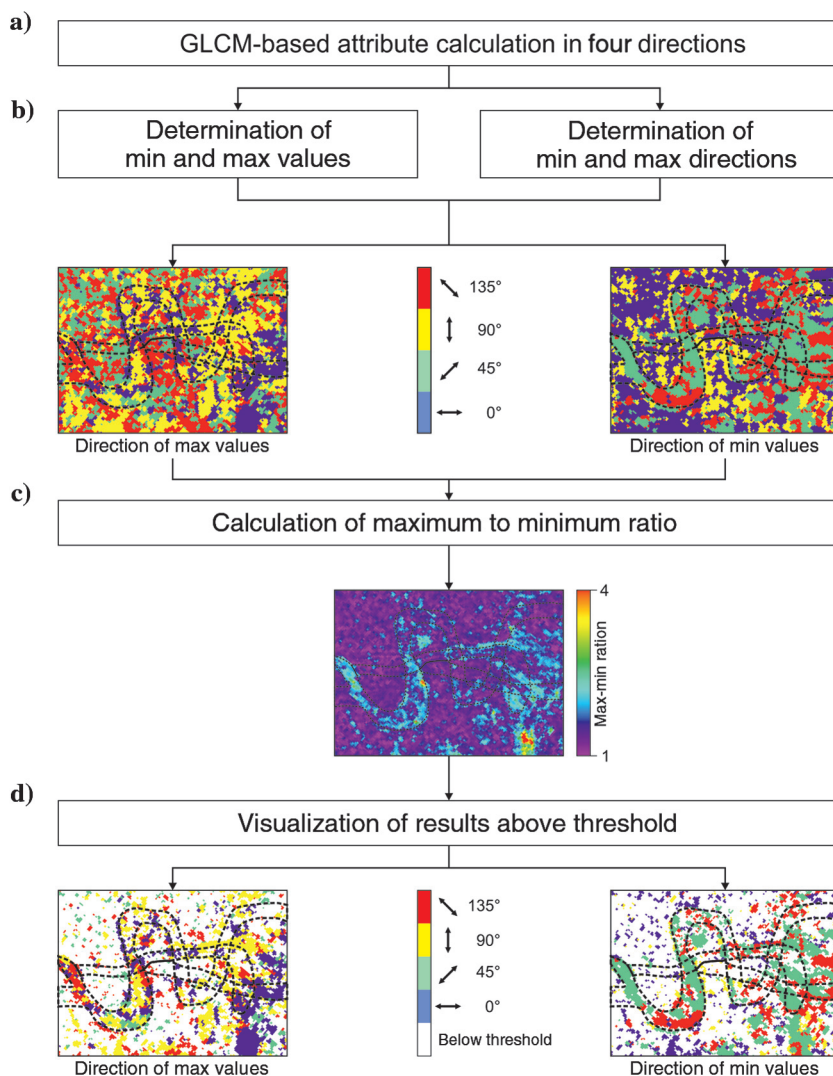 a)
GLCM-based attribute calculation in four directions
b)
Determination of
min and max values
Determination of
min and max directions
135°
90°
45°
0°
Direction of max values
Direction of min values
c)
Calculation of maximum to minimum ratio
4
Max–min ration
1
d)
Visualization of results above threshold
135°
90°
45°
0°
Below threshold
Direction of max values
Direction of min values